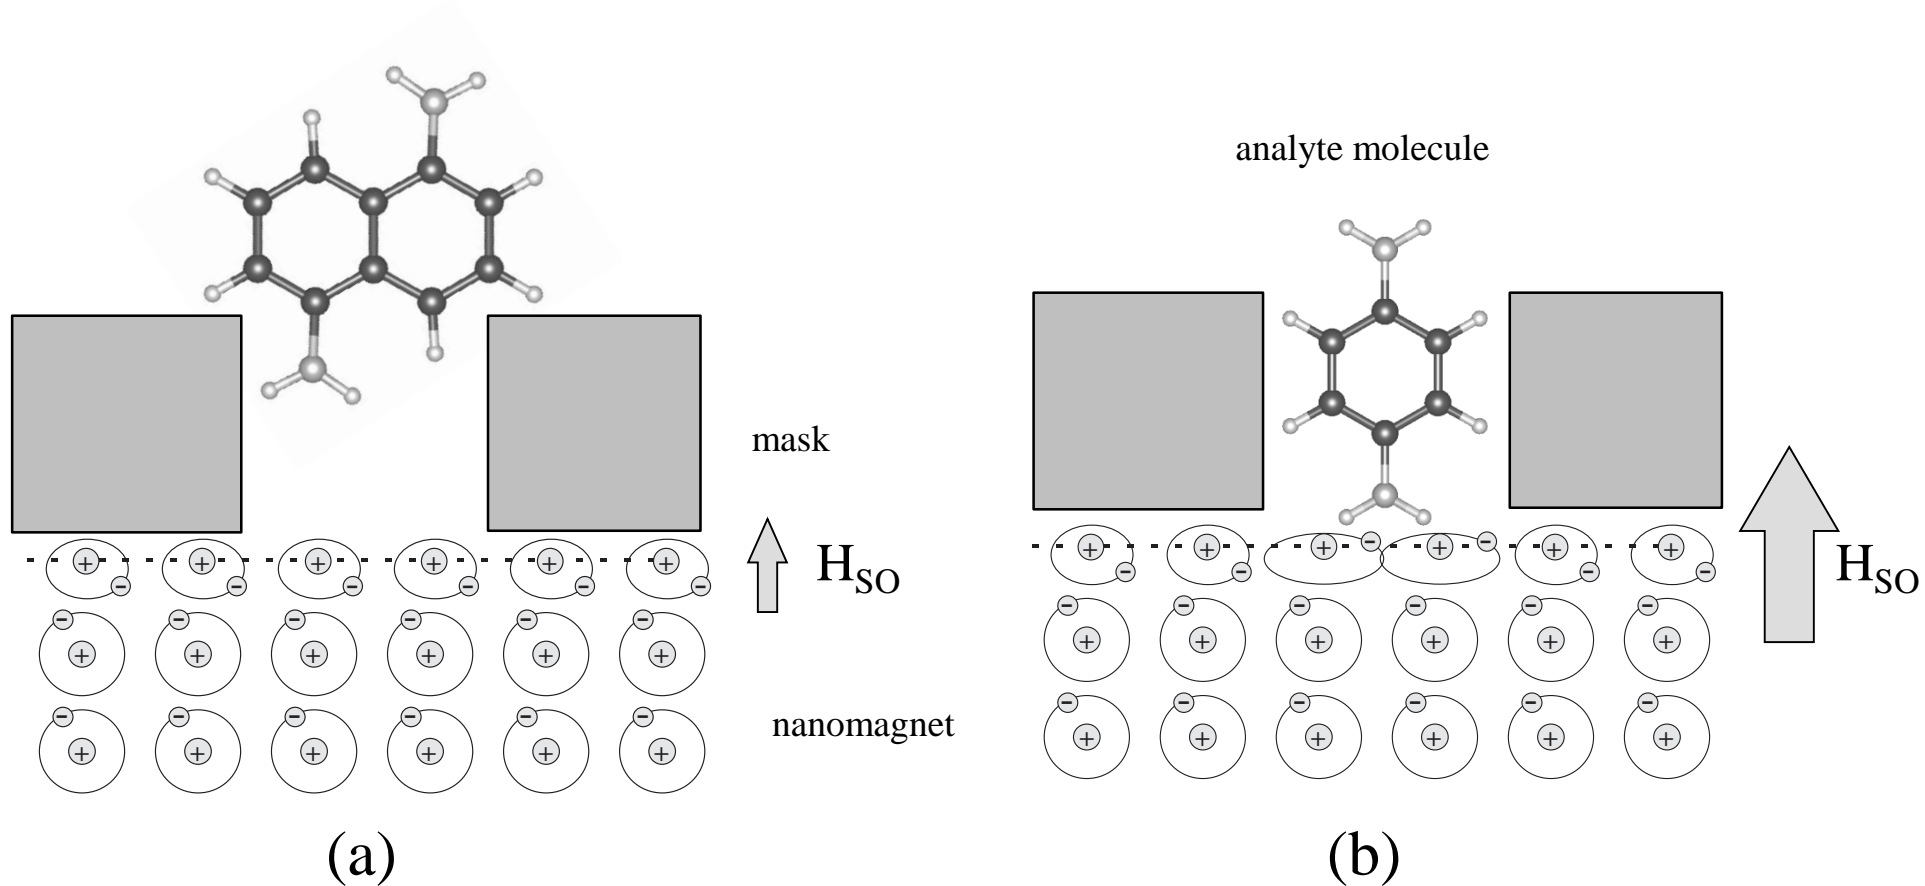 analyte molecule
mask
H_SO
H_SO
nanomagnet
(a)
(b)